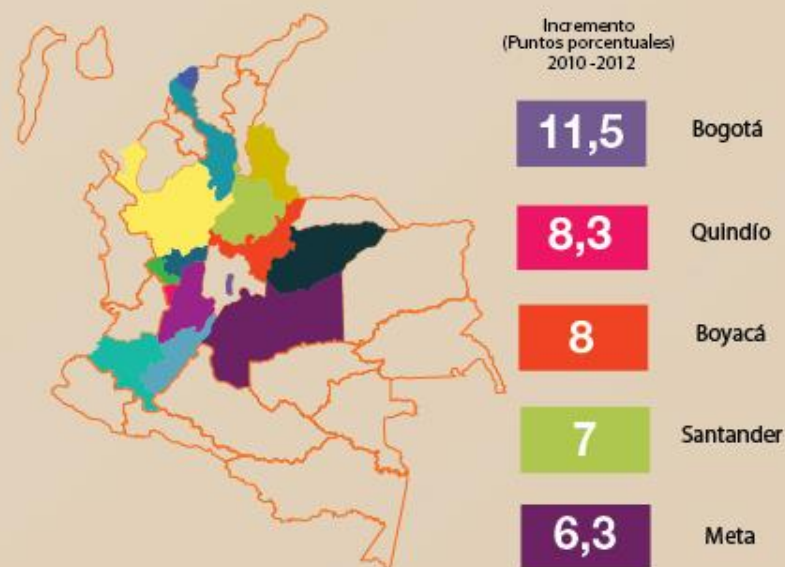 Incremento
(Puntos porcentuales)
2010 -2012
11,5 Bogotá
8,3 Quindío
8 Boyacá
7 Santander
6,3 Meta